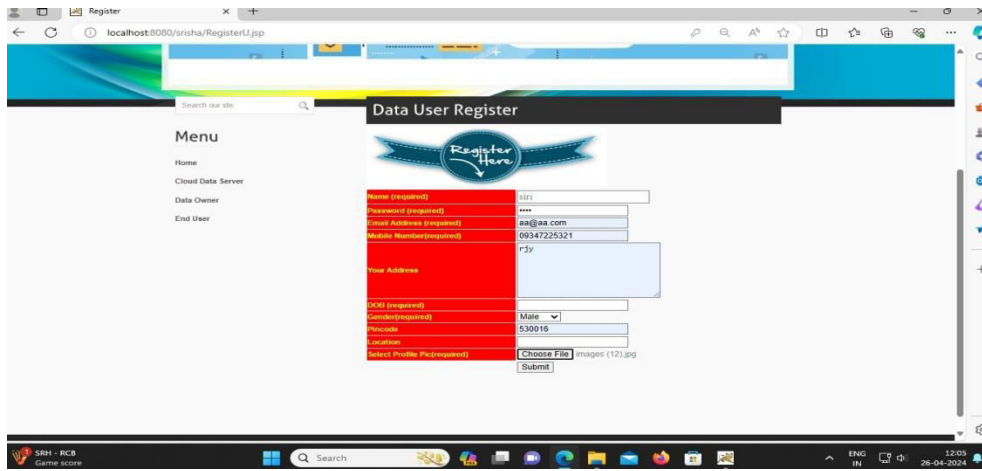 Register
localhost:8080/srisha/RegisterU.jsp
Search our site:
Data User Register
Menu
Register
Here
Home
Cloud Data Server
Data Owner
End User
Name (required) siri
Password (required) ••••
Email Address (required) aa@aa.com
Mobile Number(required) 09347225321
Your Address rjy
DOB (required)
Gender(required) Male
Pincode 530016
Location
Select Profile Pic(required) Choose File images (12).jpg
Submit
SRH - RCB
Game score
Search
ENG
IN
12:05
26-04-2024